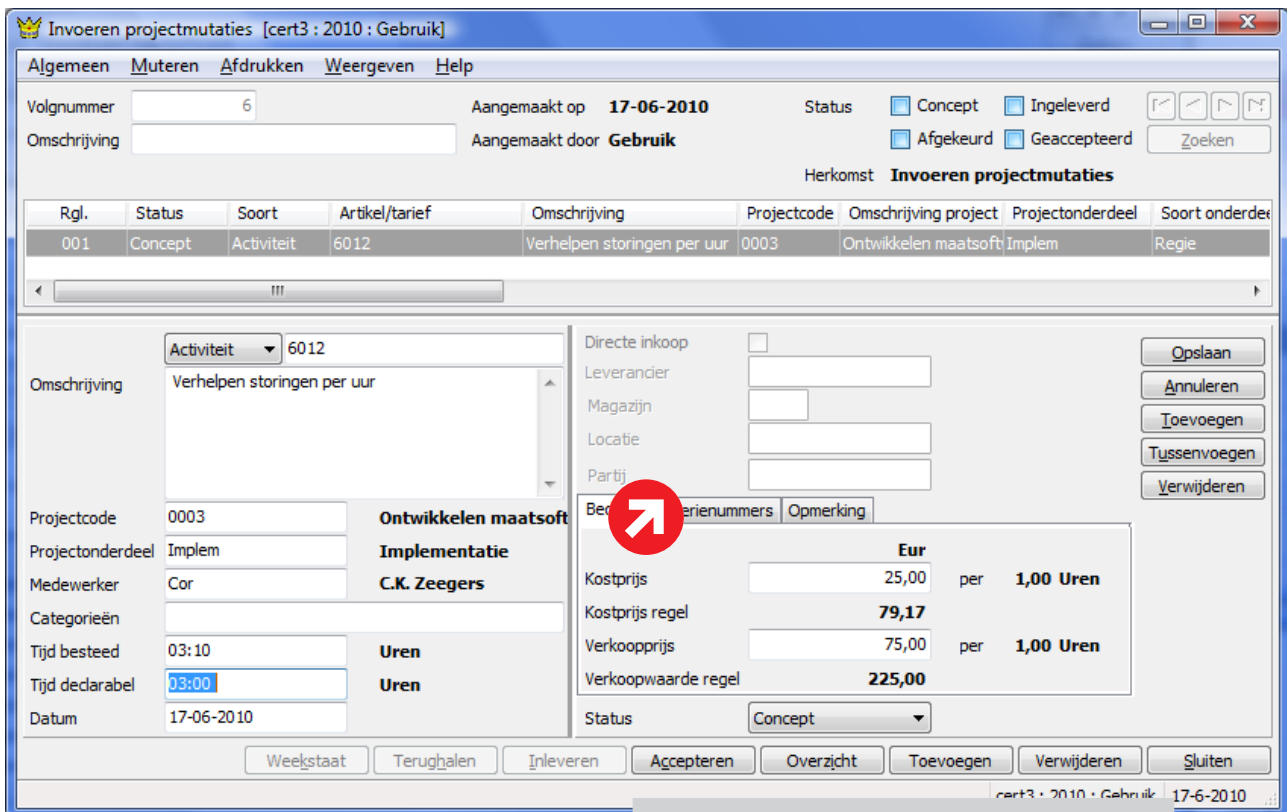 Invoeren projectmutaties [cert3 : 2010 : Gebruik]
Algemeen Muteren Afdrukken Weergeven Help
Volgnummer 6 Aangemaakt op 17-06-2010 Status Concept Ingeleverd
Omschrijving Aangemaakt door Gebruik Afgekeurd Geaccepteerd Zoeken
Herkomst Invoeren projectmutaties
Rgl. Status Soort Artikel/tarief Omschrijving Projectcode Omschrijving project Projectonderdeel Soort onderdee
001 Concept Activiteit 6012 Verhelpen storingen per uur 0003 Ontwikkelen maatsoft Implem Regie
Activiteit 6012
Omschrijving Verhelpen storingen per uur
Projectcode 0003 Ontwikkelen maatsoft
Projectonderdeel Implem Implementatie
Medewerker Cor C.K. Zeegers
Categorieën
Tijd besteed 03:10 Uren
Tijd declarabel 03:00 Uren
Datum 17-06-2010
Directe inkoop
Leverancier
Magazijn
Locatie
Partij
erienummers Opmerking
Eur
Kostprijs 25,00 per 1,00 Uren
Kostprijs regel 79,17
Verkoopprijs 75,00 per 1,00 Uren
Verkoopwaarde regel 225,00
Status Concept
Opslaan
Annuleren
Toevoegen
Tussenvoegen
Verwijderen
Weekstaat Terughalen Inleveren Accepteren Overzicht Toevoegen Verwijderen Sluiten
cert3 : 2010 : Gebruik 17-6-2010